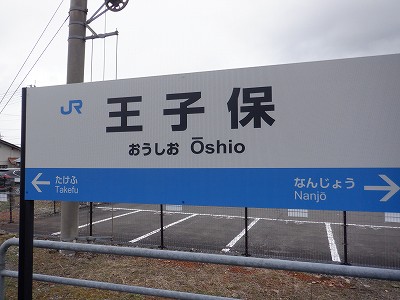 JR
王子保
おうしお Ōshio
← たけふ
Takefu
なんじょう →
Nanjō